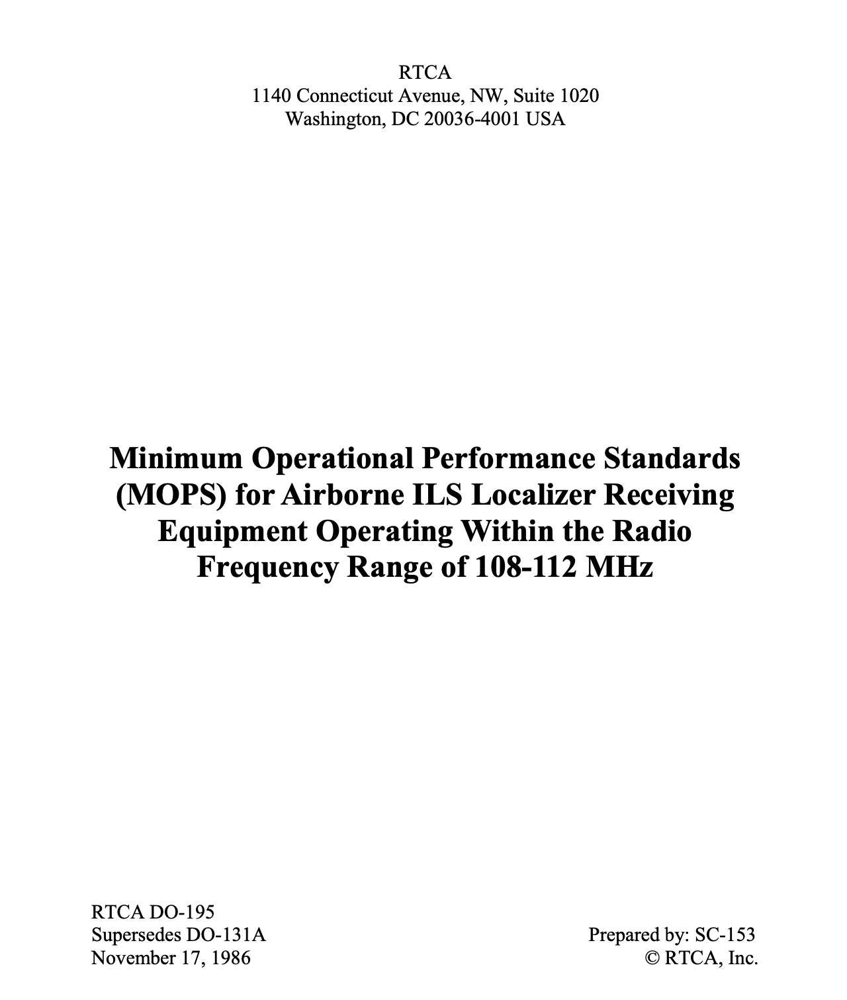 RTCA
1140 Connecticut Avenue, NW, Suite 1020
Washington, DC 20036-4001 USA
Minimum Operational Performance Standards
(MOPS) for Airborne ILS Localizer Receiving
Equipment Operating Within the Radio
Frequency Range of 108-112 MHz
RTCA DO-195
Supersedes DO-131A
November 17, 1986
Prepared by: SC-153
© RTCA, Inc.